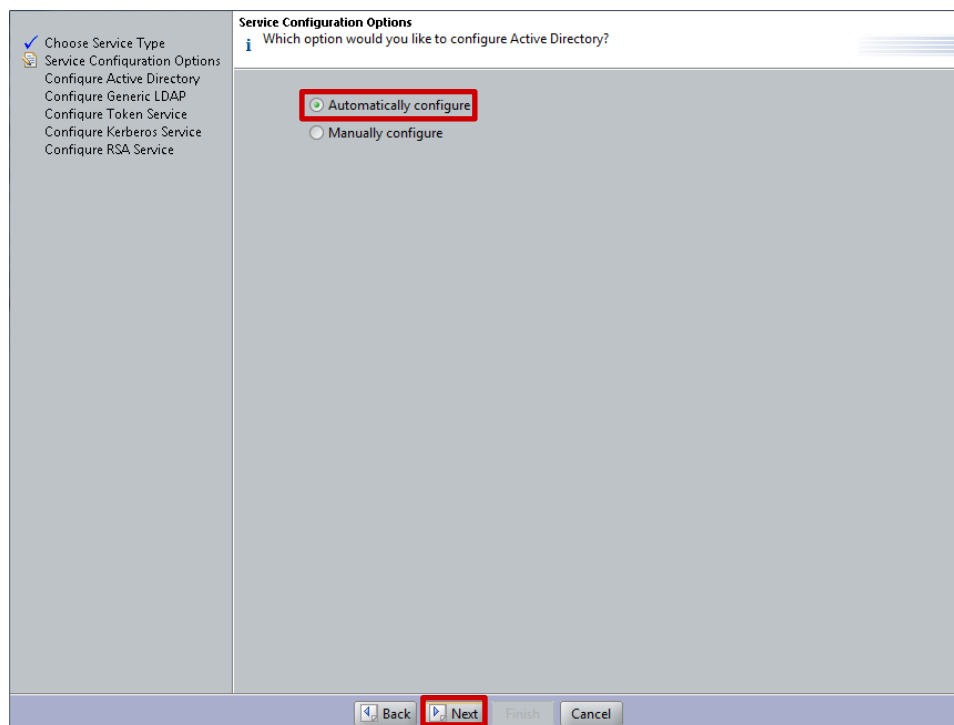 Choose Service Type
Service Configuration Options
Configure Active Directory
Configure Generic LDAP
Configure Token Service
Configure Kerberos Service
Configure RSA Service
Service Configuration Options
Which option would you like to configure Active Directory?
Automatically configure
Manually configure
Back Next Finish Cancel